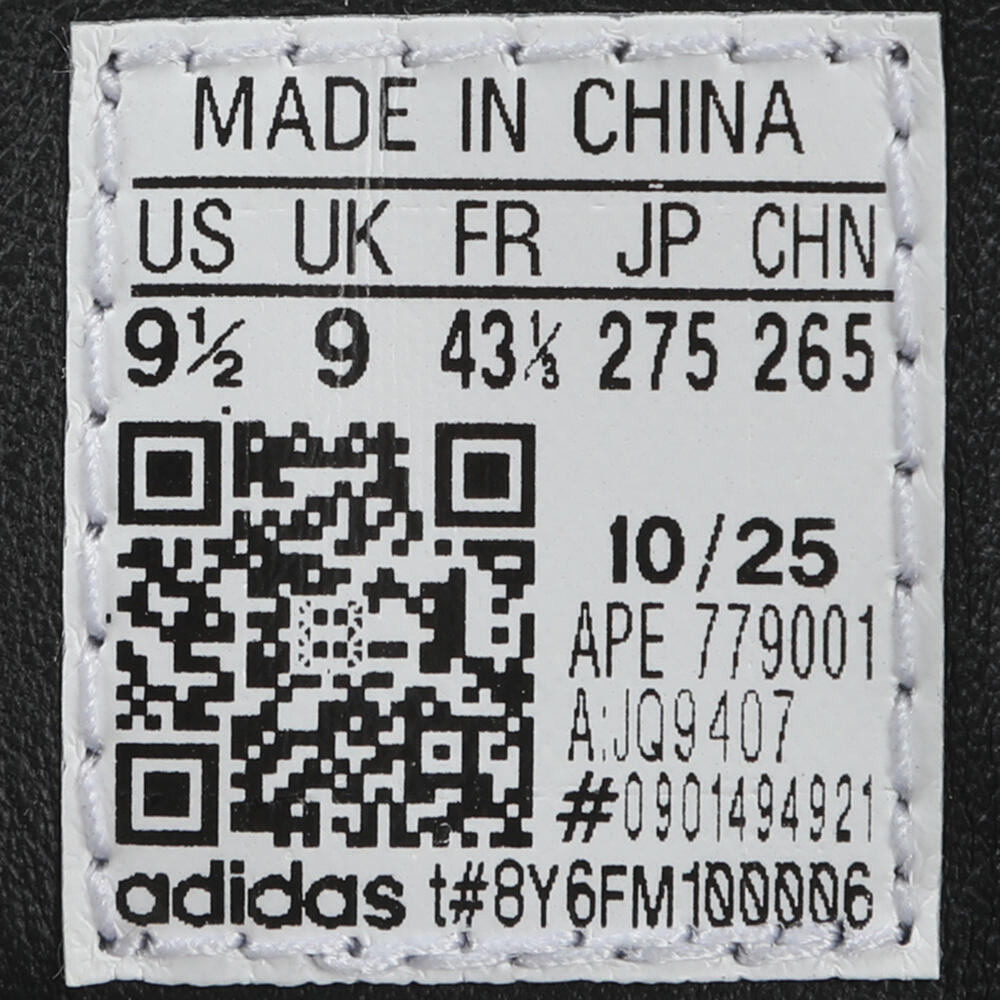 MADE IN CHINA
US UK FR JP CHN
9½ 9 43⅓ 275 265
10/25
APE 779001
A:JQ9407
#0901494921
adidas t#8Y6FM100006